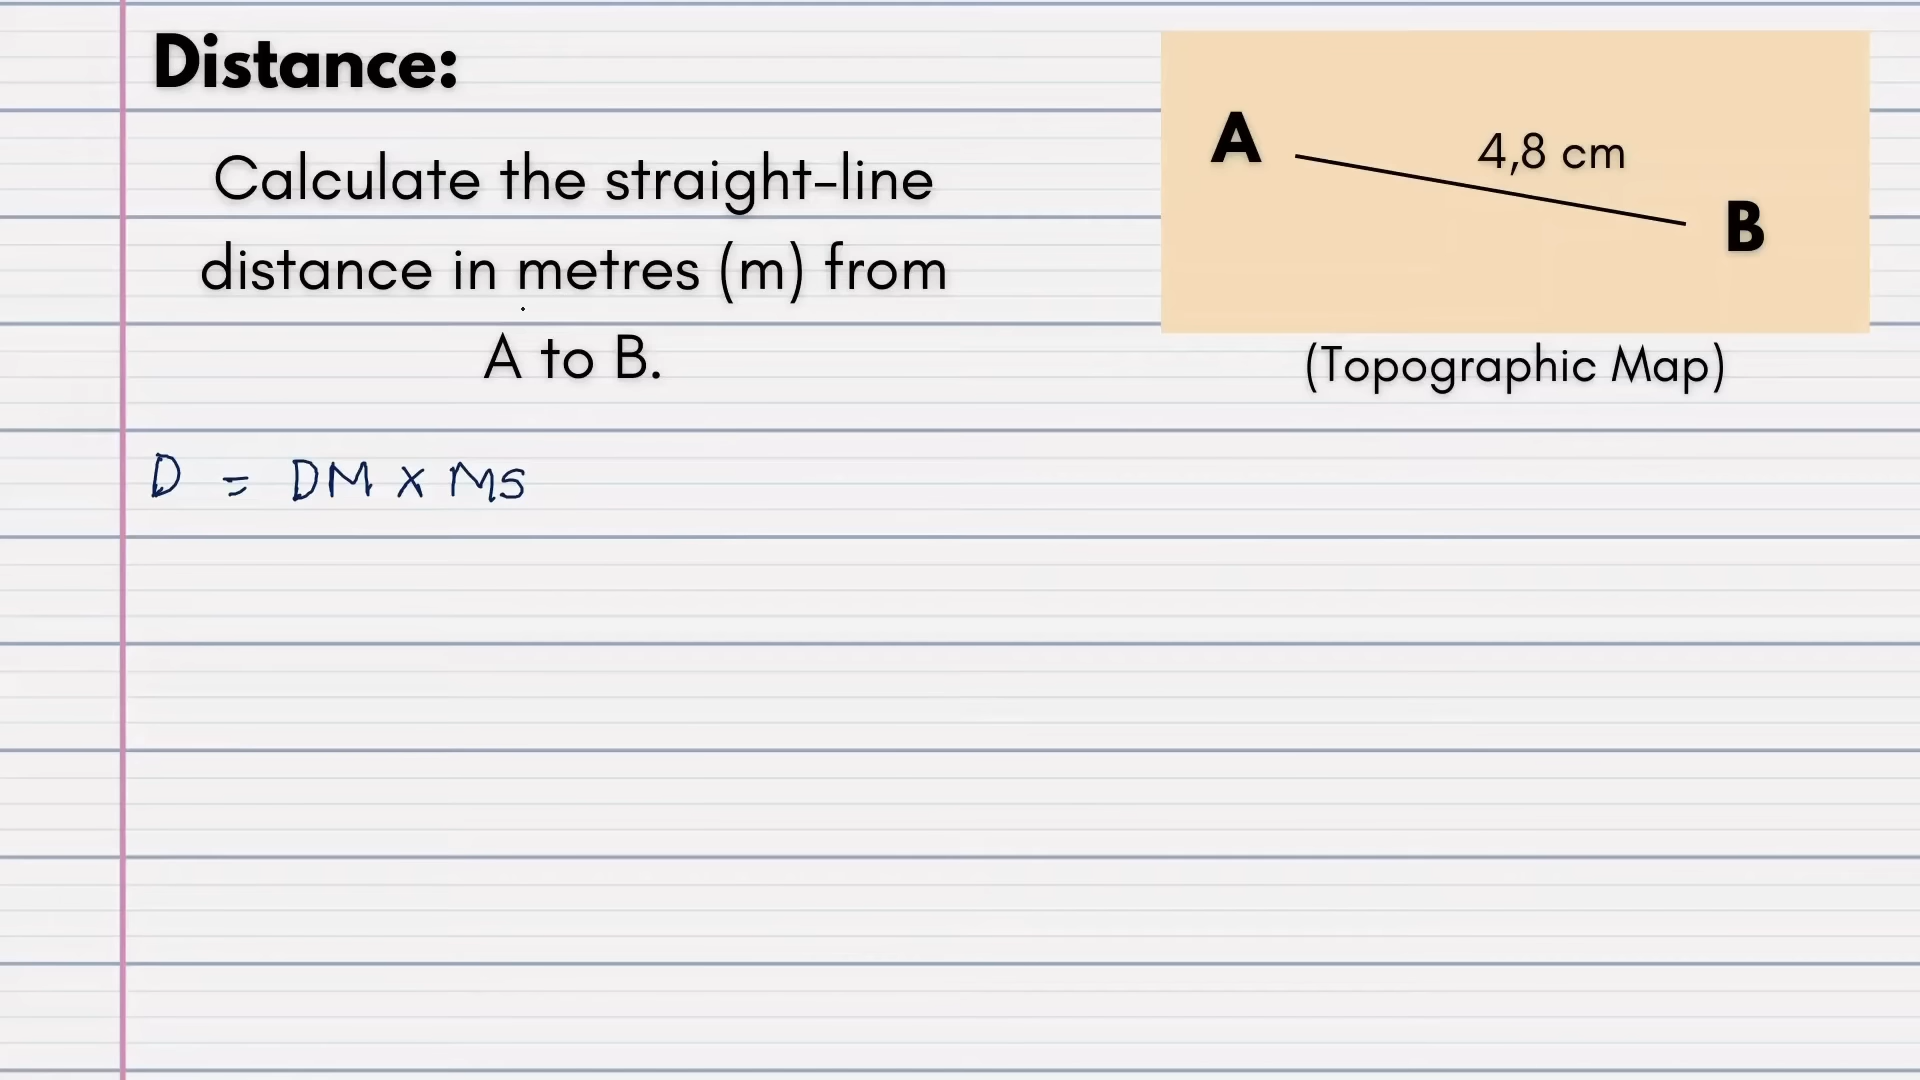 Distance:
Calculate the straight-line
distance in metres (m) from
A to B.
A
4,8 cm
B
(Topographic Map)
D = DM x MS